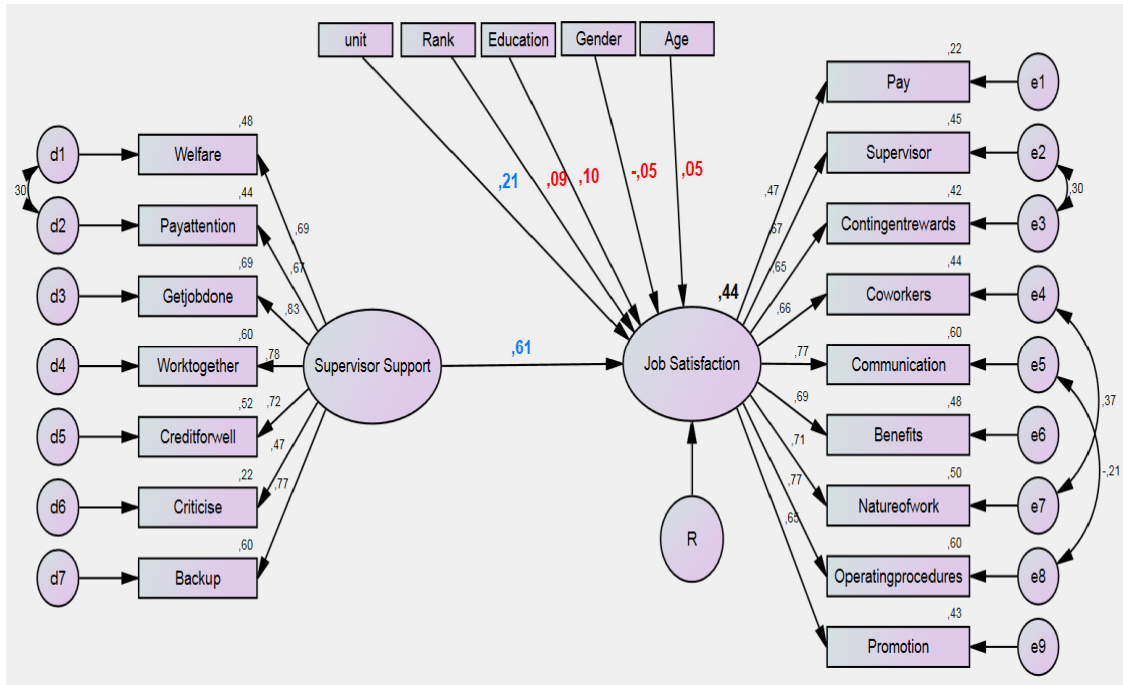 unit
Rank
Education
Gender
Age
,21
,09
,10
-,05
,05
d1
,48
Welfare
,69
30
d2
,44
Payattention
,67
d3
,69
Getjobdone
,83
d4
,60
Worktogether
,78
d5
,52
Creditforwell
,72
d6
,22
Criticise
,47
d7
,60
Backup
,77
Supervisor Support
,61
,44
Job Satisfaction
R
,47
,22
Pay
e1
,67
,45
Supervisor
e2
,30
,65
,42
Contingentrewards
e3
,66
,44
Coworkers
e4
,77
,60
Communication
e5
,37
,69
,48
Benefits
e6
-,21
,71
,50
Natureofwork
e7
,77
,60
Operatingprocedures
e8
,65
,43
Promotion
e9